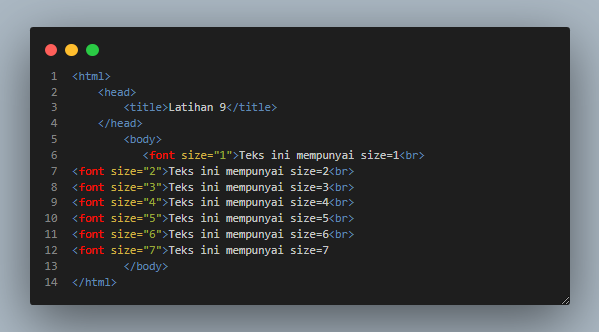 1 <html>
2 <head>
3 <title>Latihan 9</title>
4 </head>
5 <body>
6 <font size="1">Teks ini mempunyai size=1<br>
7 <font size="2">Teks ini mempunyai size=2<br>
8 <font size="3">Teks ini mempunyai size=3<br>
9 <font size="4">Teks ini mempunyai size=4<br>
10 <font size="5">Teks ini mempunyai size=5<br>
11 <font size="6">Teks ini mempunyai size=6<br>
12 <font size="7">Teks ini mempunyai size=7
13 </body>
14 </html>